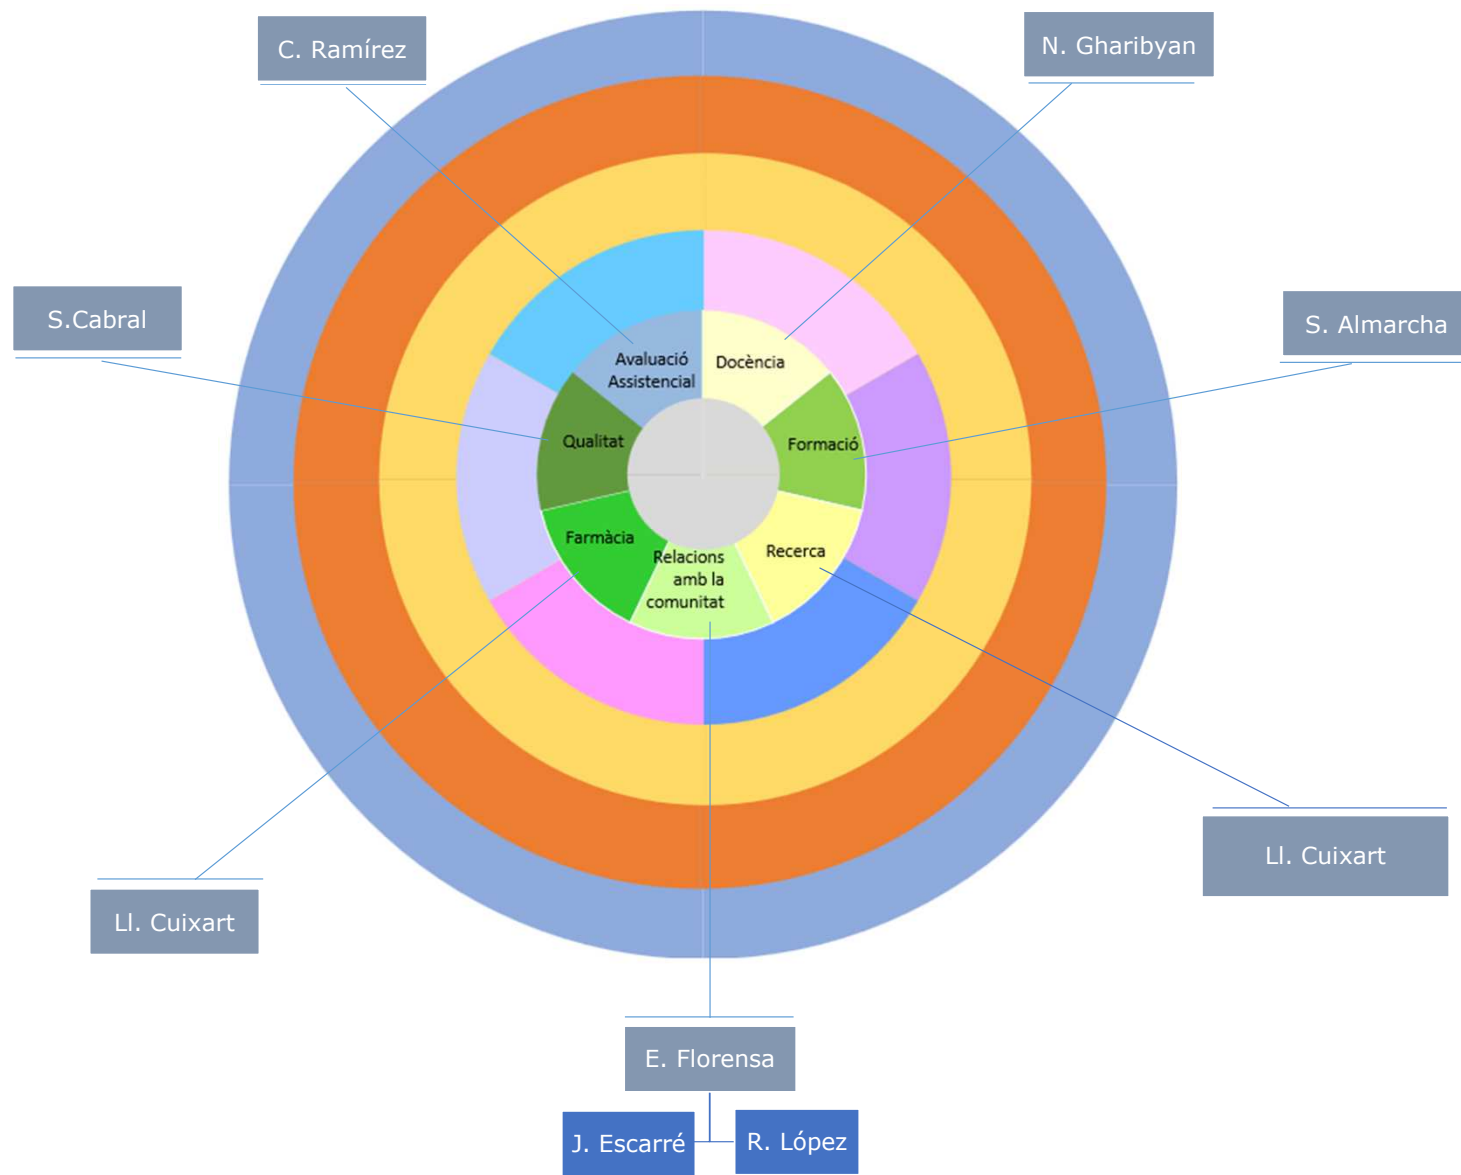 C. Ramírez
N. Gharibyan
S.Cabral
S. Almarcha
Avaluació
Assistencial
Docència
Qualitat
Formació
Farmàcia
Recerca
Relacions
amb la
comunitat
Ll. Cuixart
Ll. Cuixart
E. Florensa
J. Escarré
R. López